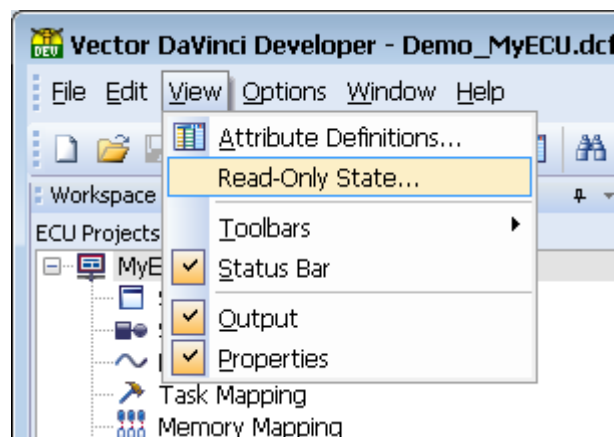 Vector DaVinci Developer - Demo_MyECU.dcf
File Edit View Options Window Help
Attribute Definitions...
Read-Only State...
Workspace
Toolbars
ECU Projects
Status Bar
Output
Properties
Task Mapping
Memory Mapping